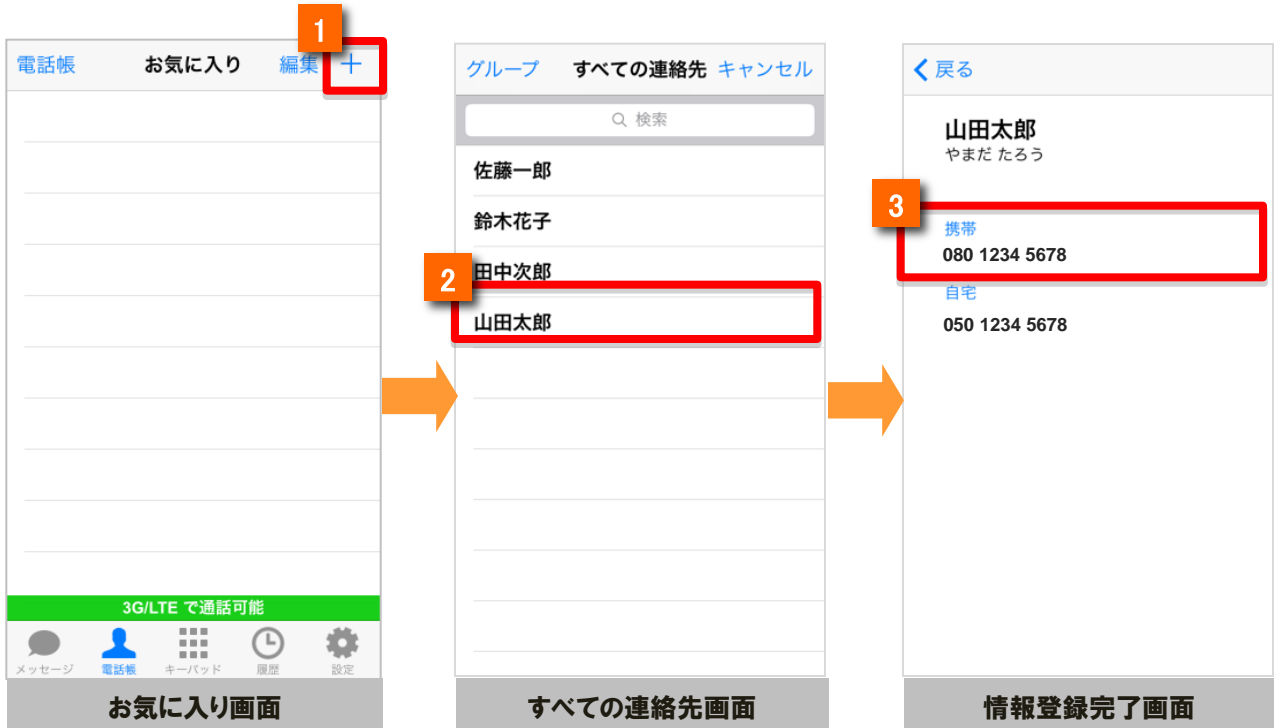 1
電話帳 お気に入り 編集 +
3G/LTE で通話可能
メッセージ 電話帳 キーパッド 履歴 設定
お気に入り画面
グループ すべての連絡先 キャンセル
検索
佐藤一郎
鈴木花子
田中次郎
2
山田太郎
すべての連絡先画面
戻る
山田太郎
やまだ たろう
3
携帯
080 1234 5678
自宅
050 1234 5678
情報登録完了画面